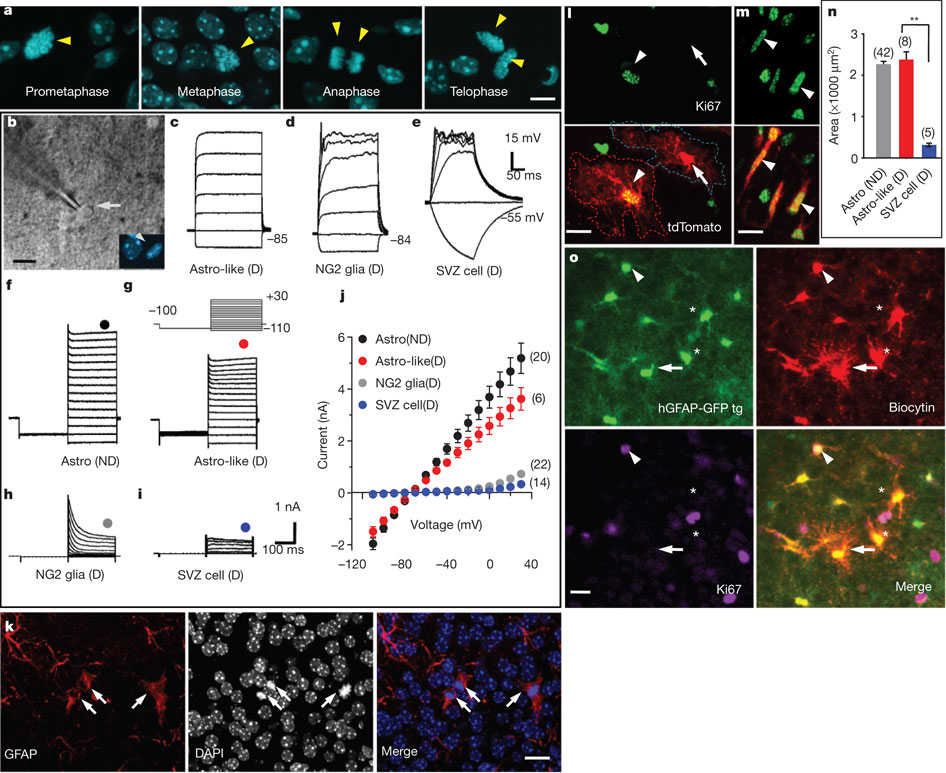 a
Prometaphase
Metaphase
Anaphase
Telophase
b
c
d
e
15 mV
50 ms
−85
−84
−55 mV
Astro-like (D)
NG2 glia (D)
SVZ cell (D)
f
g
−100
+30
−110
Astro (ND)
Astro-like (D)
h
i
1 nA
100 ms
NG2 glia (D)
SVZ cell (D)
j
Astro(ND)
Astro-like(D)
NG2 glia(D)
SVZ cell(D)
(20)
(6)
(22)
(14)
Current (nA)
6
4
2
0
−2
Voltage (mV)
−120
−80
−40
0
40
k
GFAP
DAPI
Merge
l
Ki67
tdTomato
m
n
**
(42)
(8)
(5)
Area (×1000 μm²)
3
2
1
0
Astro (ND)
Astro-like (D)
SVZ cell (D)
o
*
*
hGFAP-GFP tg
*
*
Biocytin
*
*
Ki67
*
*
Merge